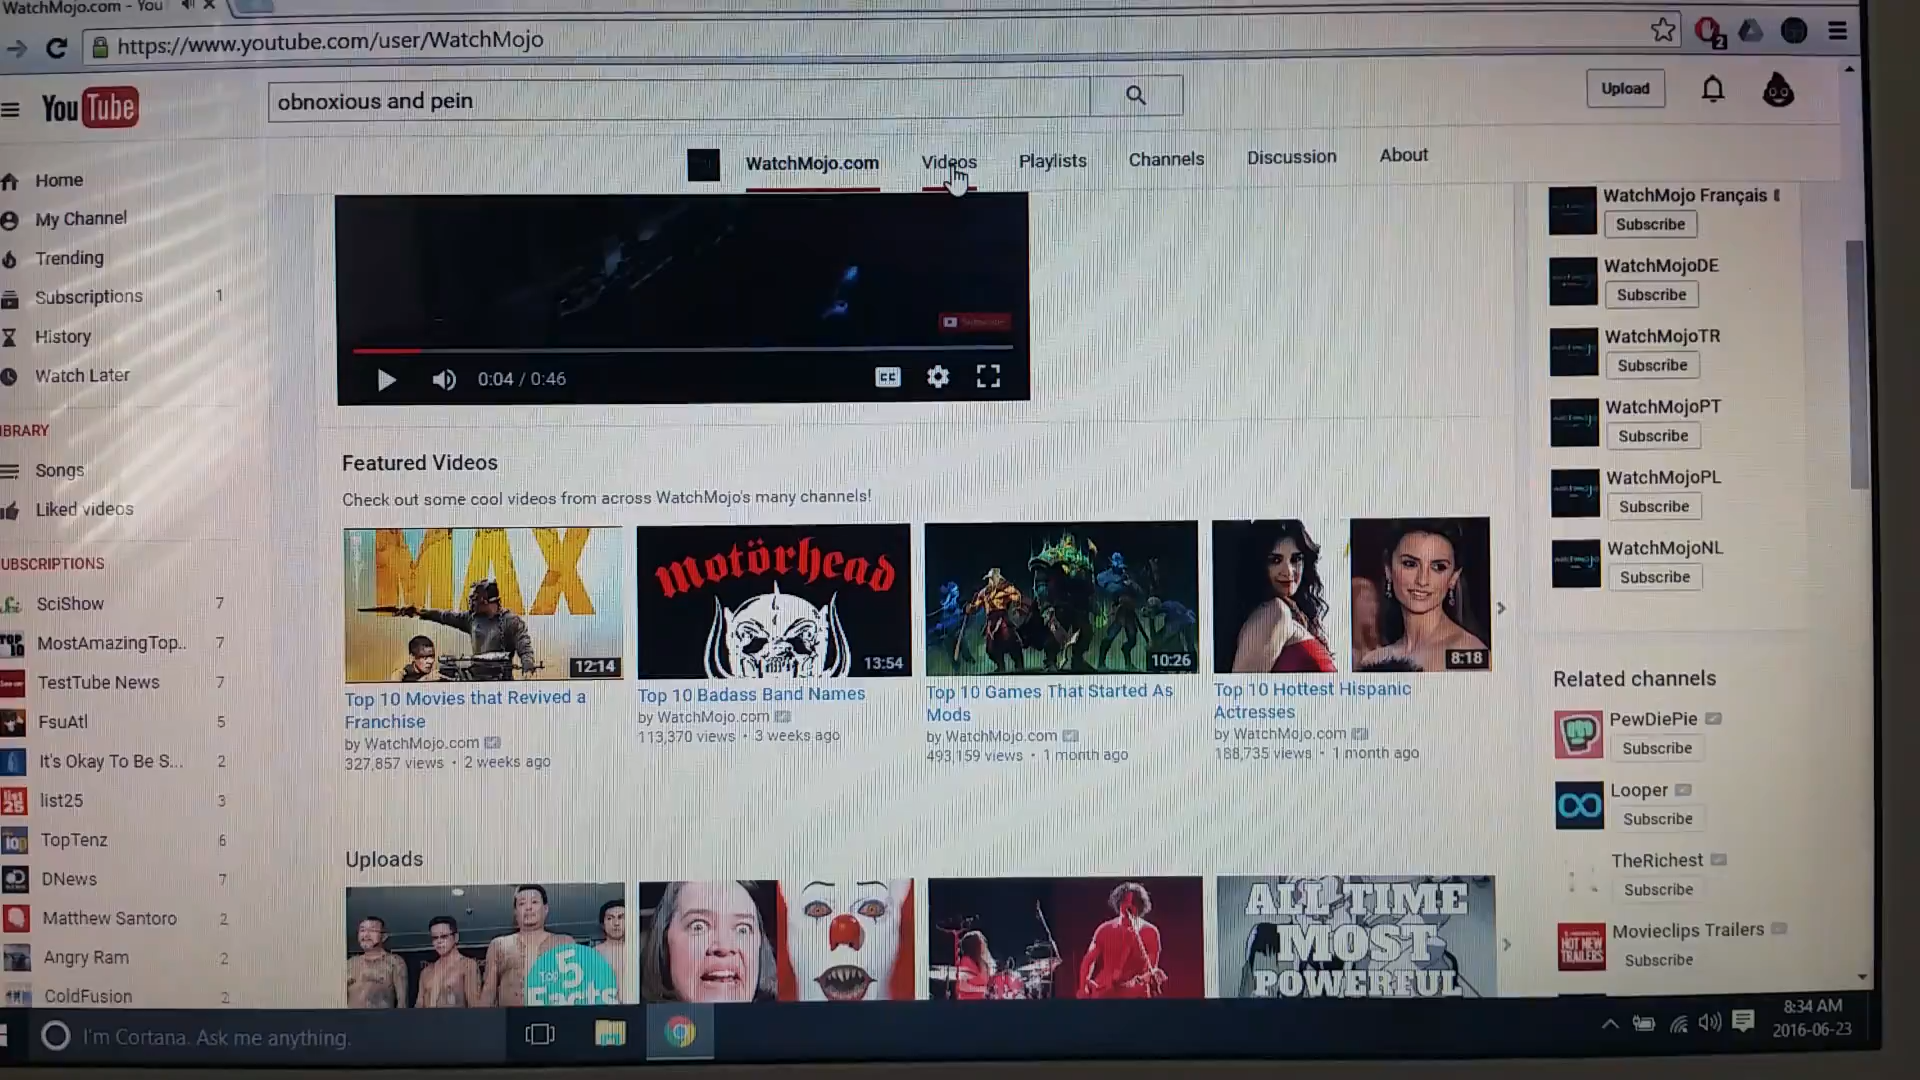 WatchMojo.com - You
https://www.youtube.com/user/WatchMojo
2
YouTube
obnoxious and pein
Upload
WatchMojo.com
Videos
Playlists
Channels
Discussion
About
Home
My Channel
Trending
Subscriptions 1
History
Watch Later
IBRARY
Songs
Liked videos
UBSCRIPTIONS
SciShow 7
MostAmazingTop.. 7
TestTube News 7
FsuAtl 5
It's Okay To Be S... 2
list25 3
TopTenz 6
DNews 7
Matthew Santoro 2
Angry Ram 2
ColdFusion 2
Subscribe
0:04 / 0:46
CC
Featured Videos
Check out some cool videos from across WatchMojo's many channels!
MAX
12:14
Top 10 Movies that Revived a
Franchise
by WatchMojo.com
327,857 views • 2 weeks ago
motörhead
13:54
Top 10 Badass Band Names
by WatchMojo.com
113,370 views • 3 weeks ago
10:26
Top 10 Games That Started As
Mods
by WatchMojo.com
493,159 views • 1 month ago
8:18
Top 10 Hottest Hispanic
Actresses
by WatchMojo.com
188,735 views • 1 month ago
Uploads
Top
5
Facts
ALL TIME
MOST
POWERFUL
WatchMojo Français
Subscribe
WatchMojoDE
Subscribe
WatchMojoTR
Subscribe
WatchMojoPT
Subscribe
WatchMojoPL
Subscribe
WatchMojoNL
Subscribe
Related channels
PewDiePie
Subscribe
Looper
Subscribe
TheRichest
Subscribe
HOT NEW
TRAILERS
Movieclips Trailers
Subscribe
I'm Cortana. Ask me anything.
8:34 AM
2016-06-23